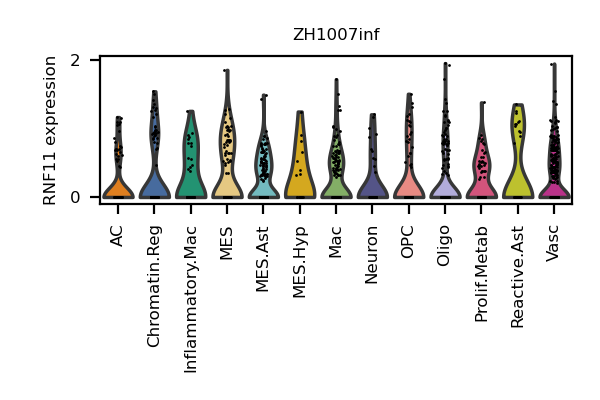 ZH1007inf
RNF11 expression
2
0
AC
Chromatin.Reg
Inflammatory.Mac
MES
MES.Ast
MES.Hyp
Mac
Neuron
OPC
Oligo
Prolif.Metab
Reactive.Ast
Vasc